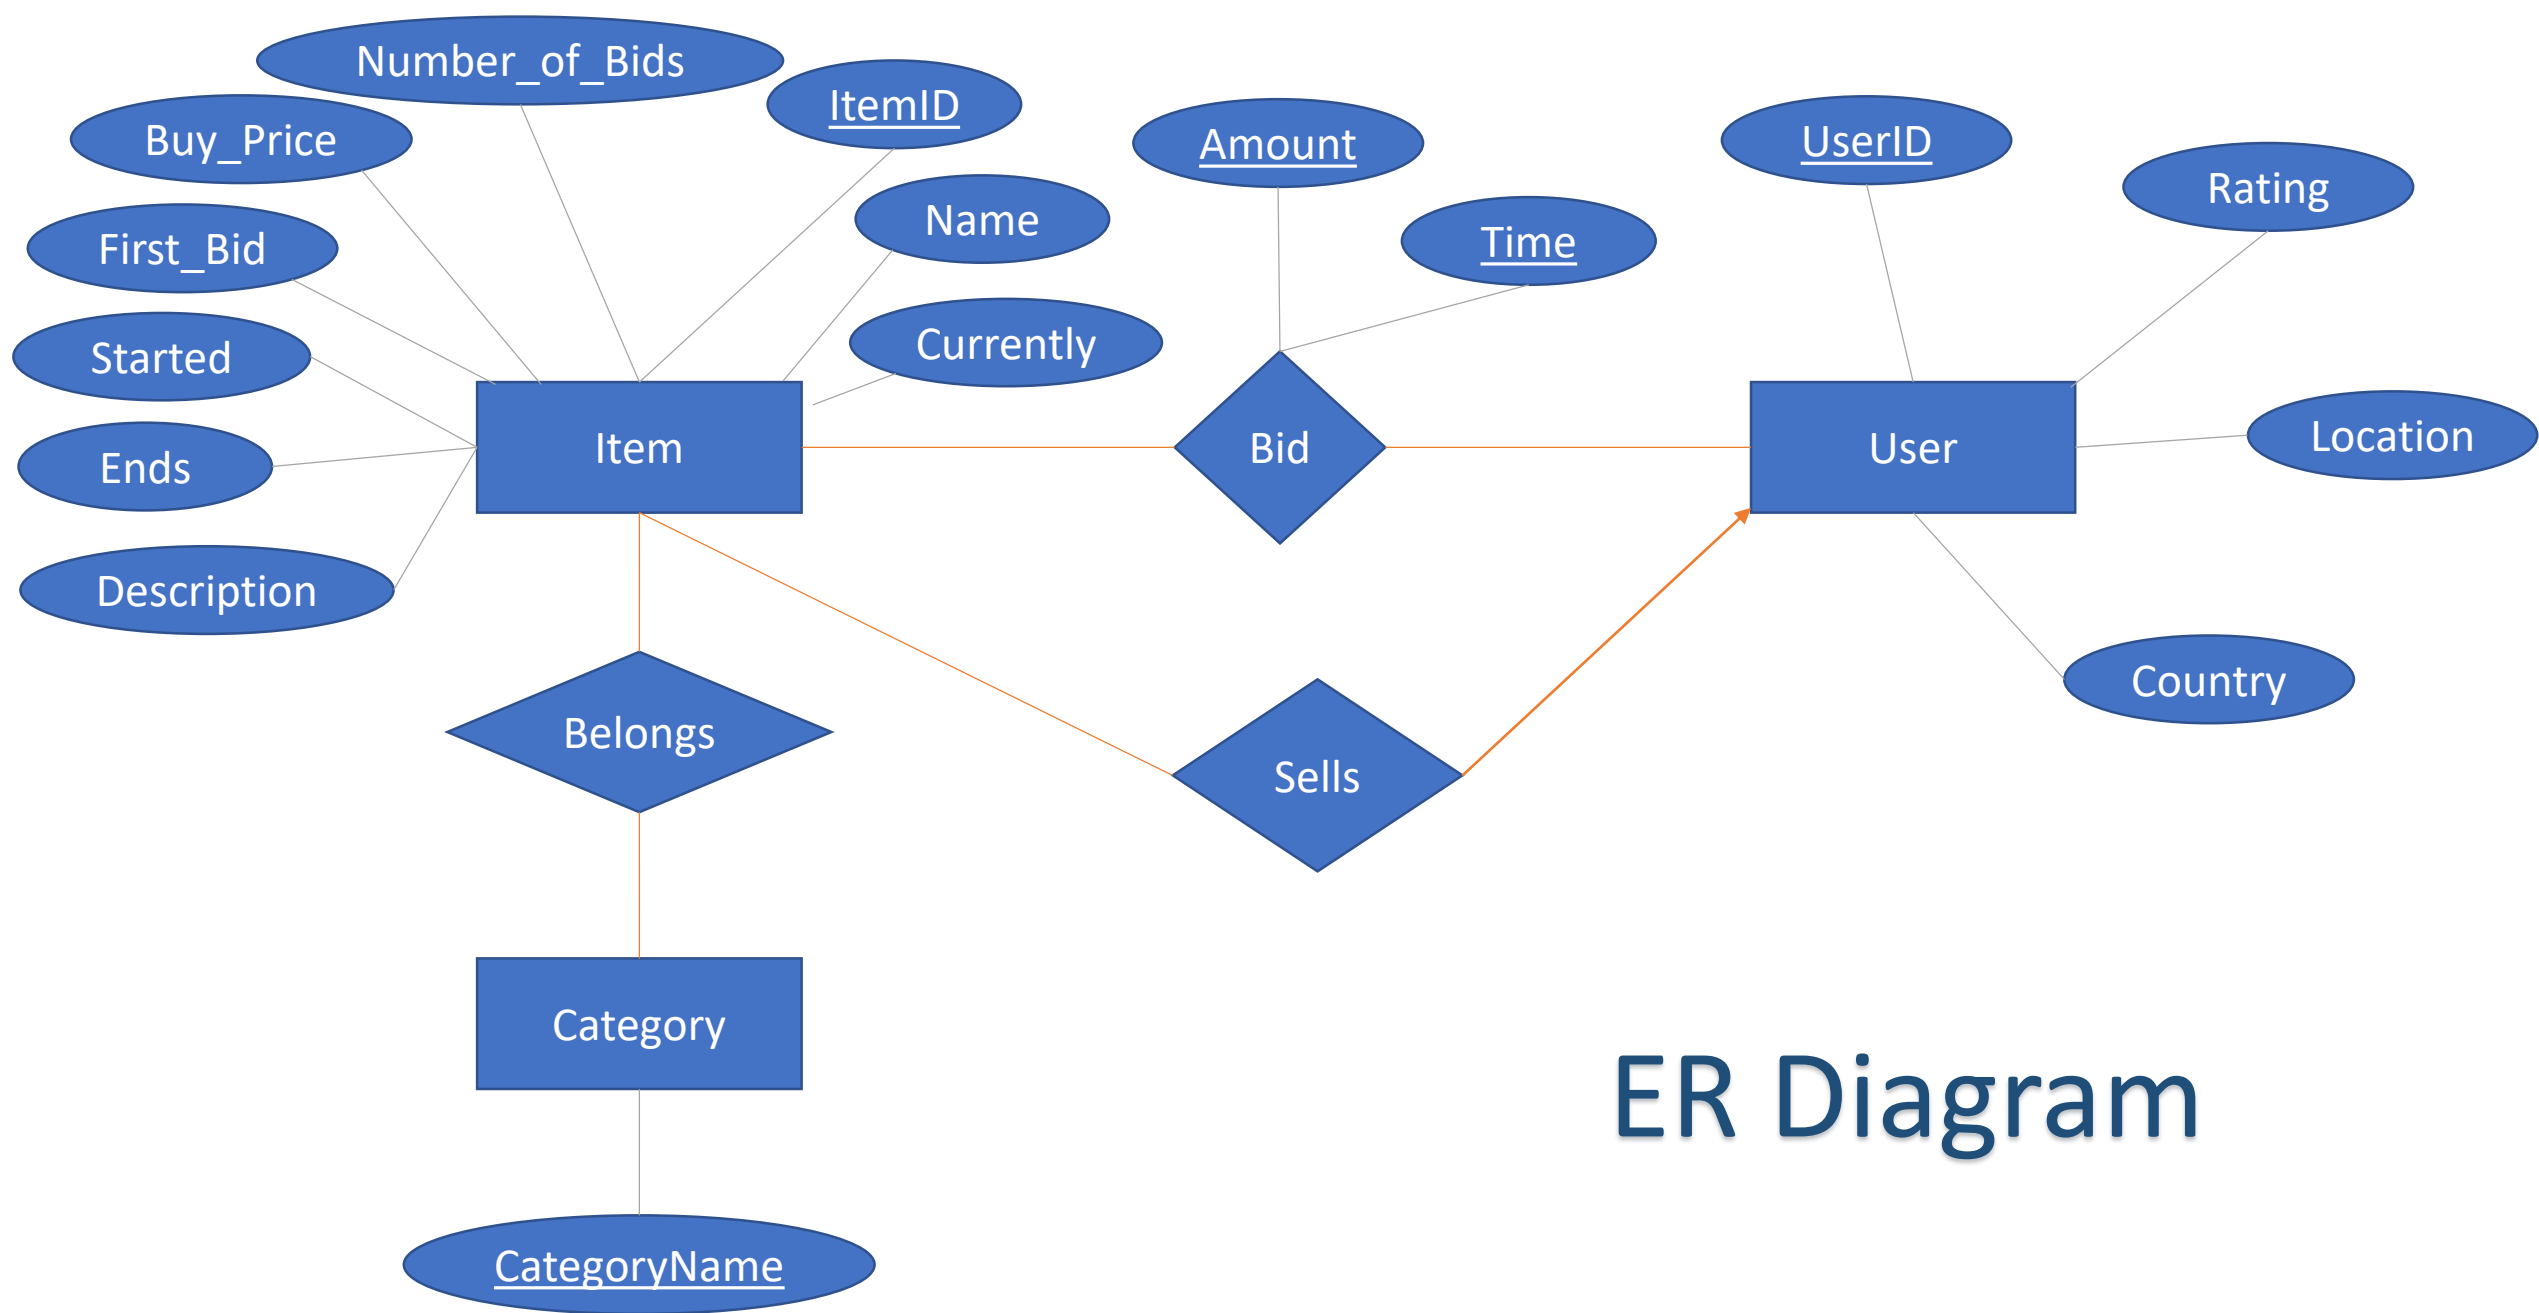 Number_of_Bids
ItemID
Buy_Price
Amount
UserID
Rating
Name
First_Bid
Time
Started
Currently
Ends
Item
Bid
User
Location
Description
Country
Belongs
Sells
Category
ER Diagram
CategoryName